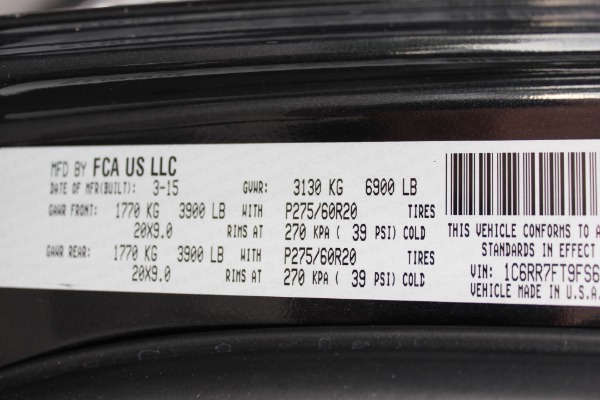 MFD BY FCA US LLC
DATE OF MFR(BUILT): 3-15 GVWR: 3130 KG 6900 LB
GAWR FRONT: 1770 KG 3900 LB WITH P275/60R20 TIRES
20X9.0 RIMS AT 270 KPA ( 39 PSI) COLD
GAWR REAR: 1770 KG 3900 LB WITH P275/60R20 TIRES
20X9.0 RIMS AT 270 KPA ( 39 PSI) COLD
THIS VEHICLE CONFORMS TO A
STANDARDS IN EFFECT
VIN: 1C6RR7FT9FS6
VEHICLE MADE IN U.S.A.